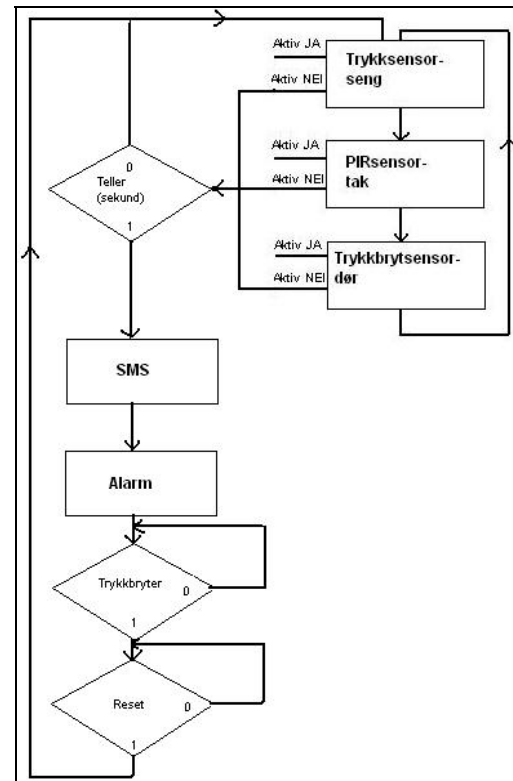 Aktiv JA
Trykksensor-
seng
Aktiv NEI
Aktiv JA
PIRsensor-
tak
Aktiv NEI
Aktiv JA
Trykkbrytsensor-
dør
Aktiv NEI
0
Teller
(sekund)
1
SMS
Alarm
Trykkbryter
0
1
Reset
0
1